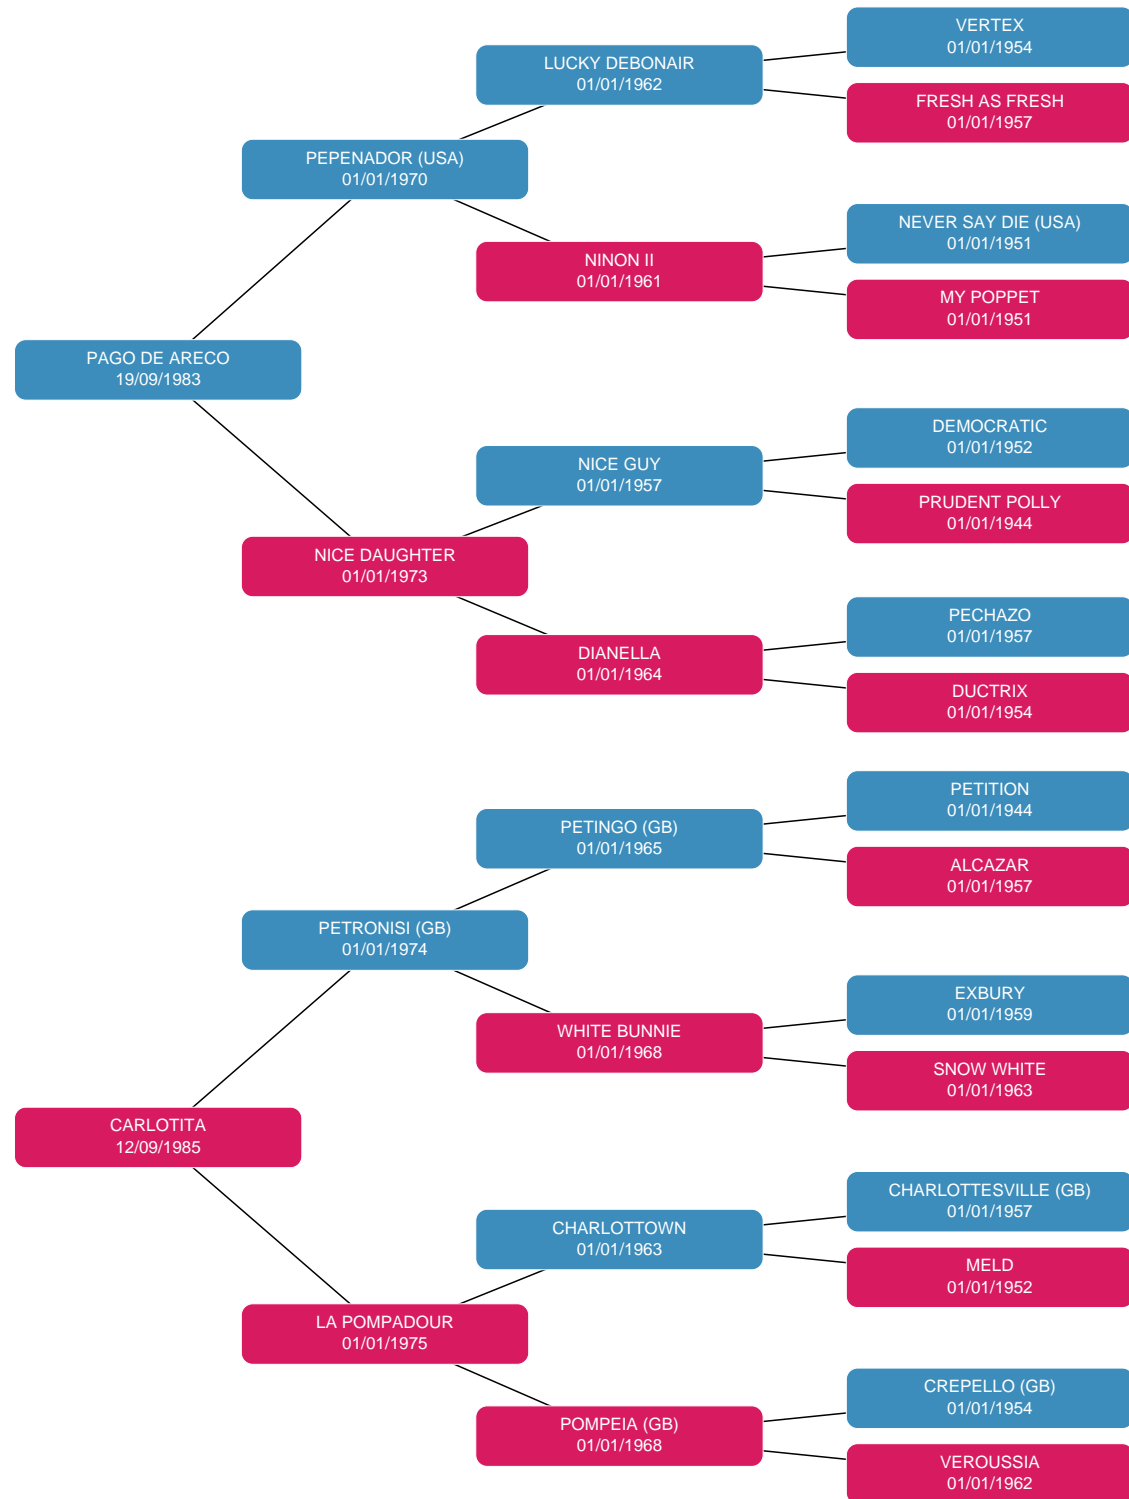 VERTEX
01/01/1954
LUCKY DEBONAIR
01/01/1962
FRESH AS FRESH
01/01/1957
PEPENADOR (USA)
01/01/1970
NEVER SAY DIE (USA)
01/01/1951
NINON II
01/01/1961
MY POPPET
01/01/1951
PAGO DE ARECO
19/09/1983
DEMOCRATIC
01/01/1952
NICE GUY
01/01/1957
PRUDENT POLLY
01/01/1944
NICE DAUGHTER
01/01/1973
PECHAZO
01/01/1957
DIANELLA
01/01/1964
DUCTRIX
01/01/1954
PETITION
01/01/1944
PETINGO (GB)
01/01/1965
ALCAZAR
01/01/1957
PETRONISI (GB)
01/01/1974
EXBURY
01/01/1959
WHITE BUNNIE
01/01/1968
SNOW WHITE
01/01/1963
CARLOTITA
12/09/1985
CHARLOTTESVILLE (GB)
01/01/1957
CHARLOTTOWN
01/01/1963
MELD
01/01/1952
LA POMPADOUR
01/01/1975
CREPELLO (GB)
01/01/1954
POMPEIA (GB)
01/01/1968
VEROUSSIA
01/01/1962